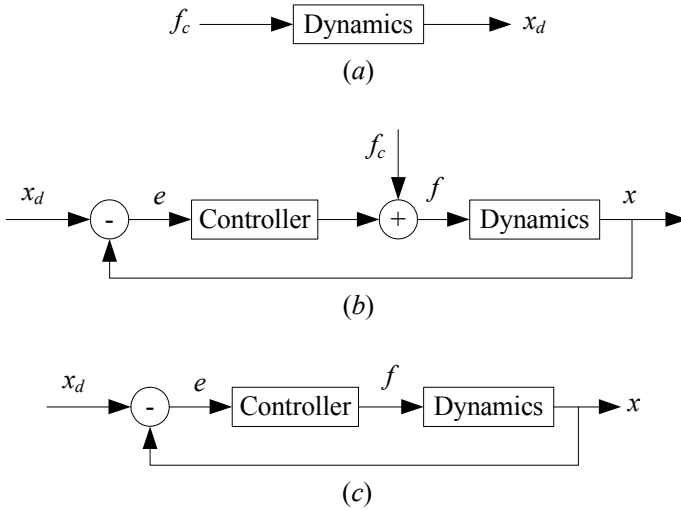 f_c Dynamics x_d
(a)
f_c
x_d - e Controller + f Dynamics x
(b)
x_d - e Controller f Dynamics x
(c)